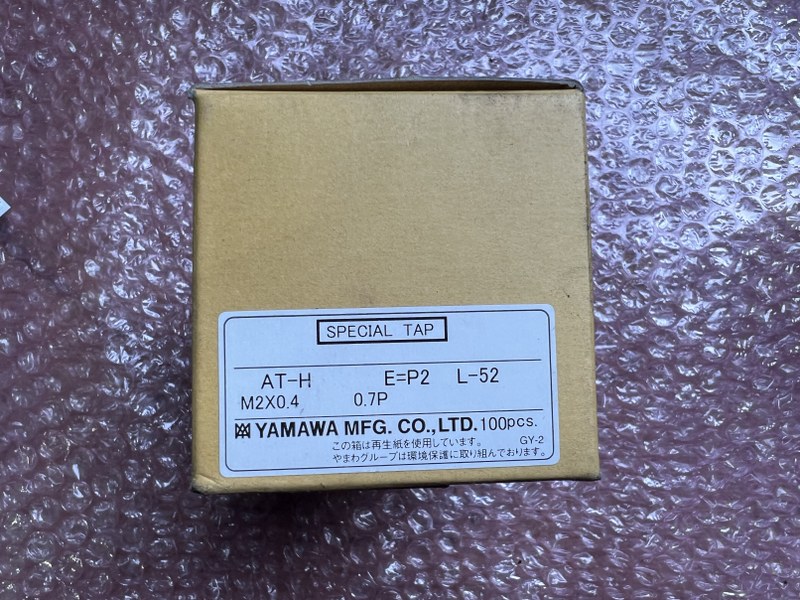 SPECIAL TAP
AT-H E=P2 L-52
M2X0.4 0.7P
YAMAWA MFG. CO.,LTD. 100pcs.
この箱は再生紙を使用しています。 GY-2
やまわグループは環境保護に取り組んでおります。